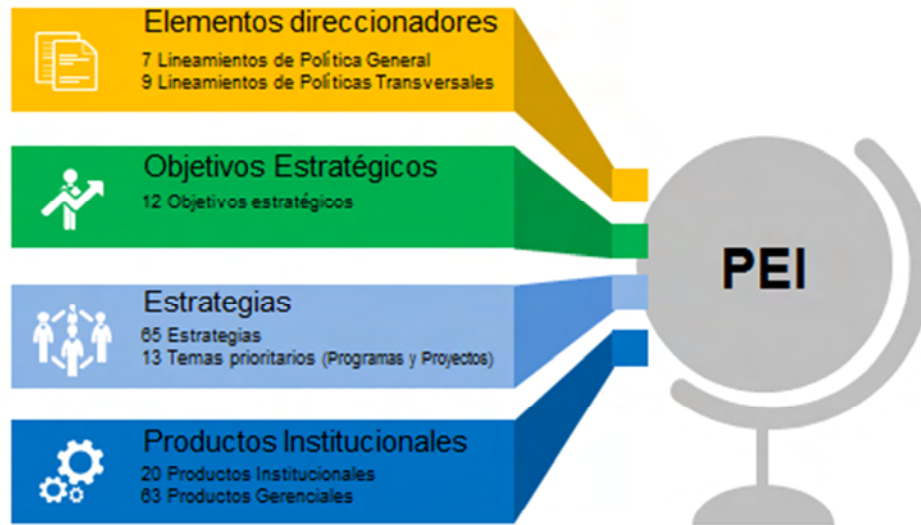 Elementos direccionadores
7 Lineamientos de Política General
9 Lineamientos de Políticas Transversales
Objetivos Estratégicos
12 Objetivos estratégicos
Estrategias
65 Estrategias
13 Temas prioritarios (Programas y Proyectos)
Productos Institucionales
20 Productos Institucionales
63 Productos Gerenciales
PEI